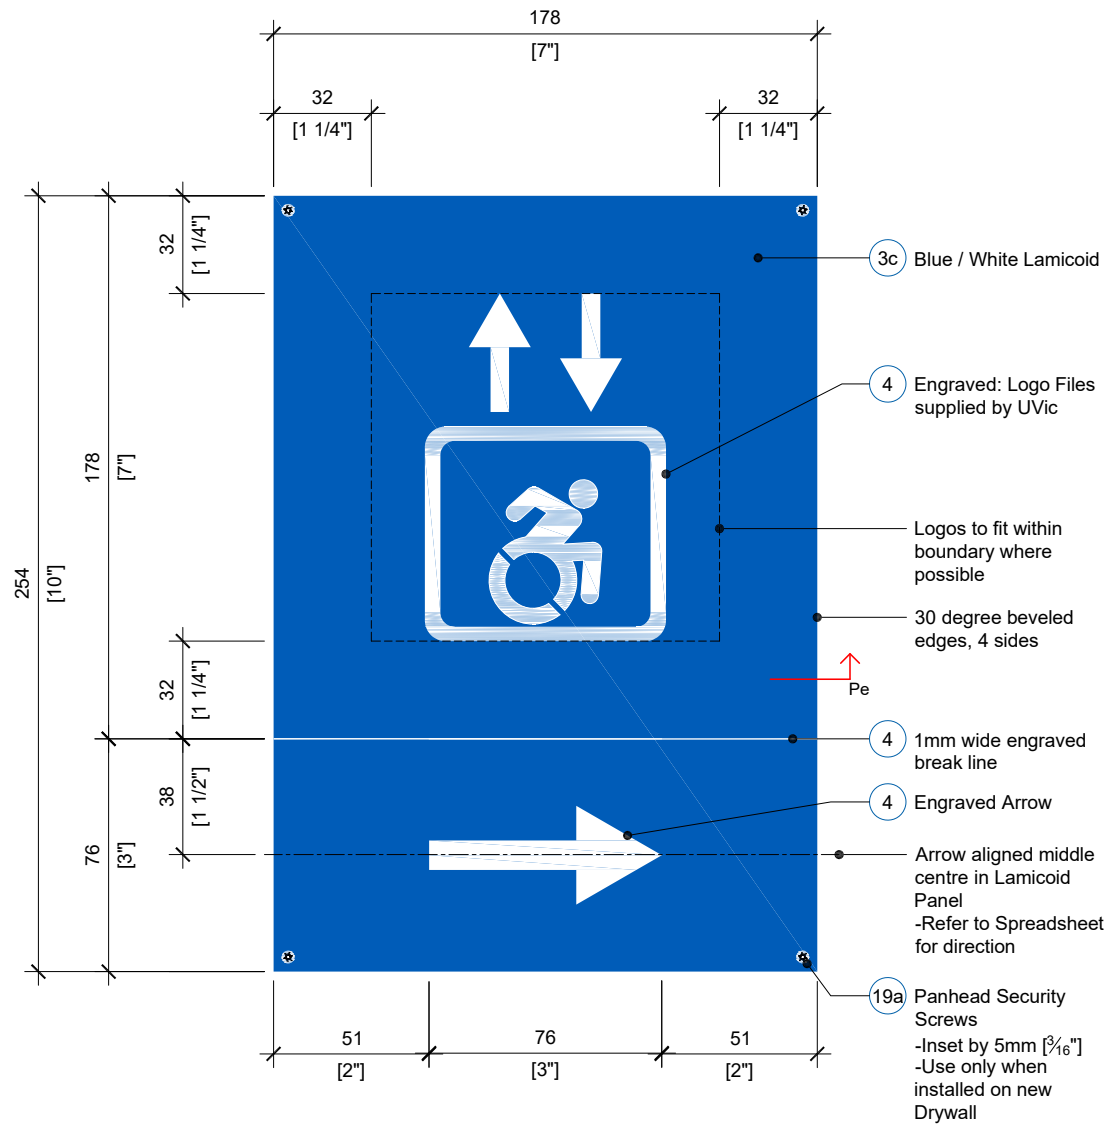 178
[7"]
32
[1 1/4"]
32
[1 1/4"]
254
[10"]
178
[7"]
32
[1 1/4"]
32
[1 1/4"]
38
[1 1/2"]
76
[3"]
3c Blue / White Lamicoid
4 Engraved: Logo Files
supplied by UVic
Logos to fit within
boundary where
possible
30 degree beveled
edges, 4 sides
Pe
4 1mm wide engraved
break line
4 Engraved Arrow
Arrow aligned middle
centre in Lamicoid
Panel
-Refer to Spreadsheet
for direction
19a Panhead Security
Screws
-Inset by 5mm [3⁄16"]
-Use only when
installed on new
Drywall
51
[2"]
76
[3"]
51
[2"]